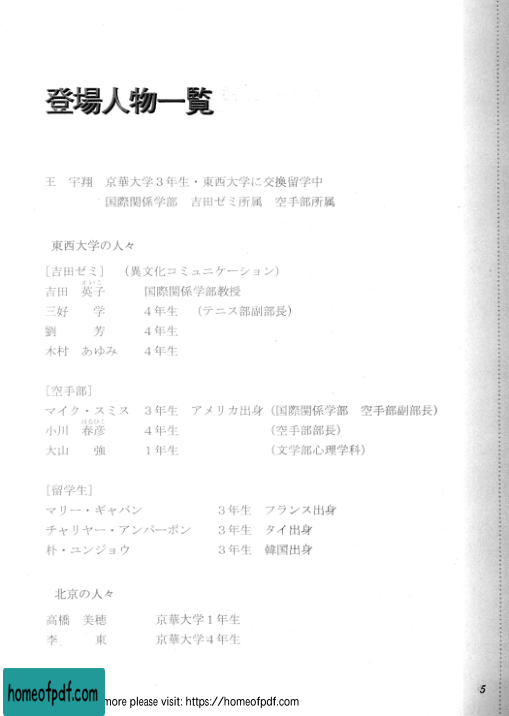 登場人物一覧
王　宇翔　京華大学３年生・東西大学に交換留学中
国際関係学部　吉田ゼミ所属　空手部所属
東西大学の人々
[吉田ゼミ]　(異文化コミュニケーション)
えいこ
吉田　英子　国際関係学部教授
三好　学　４年生　(テニス部副部長)
劉　芳　４年生
木村　あゆみ　４年生
[空手部]
マイク・スミス　３年生　アメリカ出身 (国際関係学部　空手部副部長)
はるひこ
小川　春彦　４年生　(空手部部長)
大山　強　１年生　(文学部心理学科)
[留学生]
マリー・ギャバン　３年生　フランス出身
チャリヤー・アンパーポン　３年生　タイ出身
朴・ユンジョウ　３年生　韓国出身
北京の人々
高橋　美穂　京華大学１年生
李　東　京華大学４年生
5
homeofpdf.com
more please visit: https://homeofpdf.com